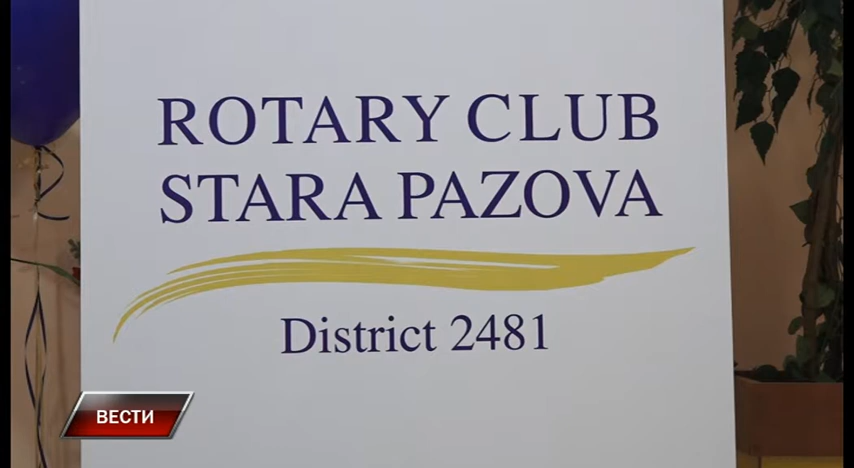 ROTARY CLUB
STARA PAZOVA
District 2481
ВЕСТИ